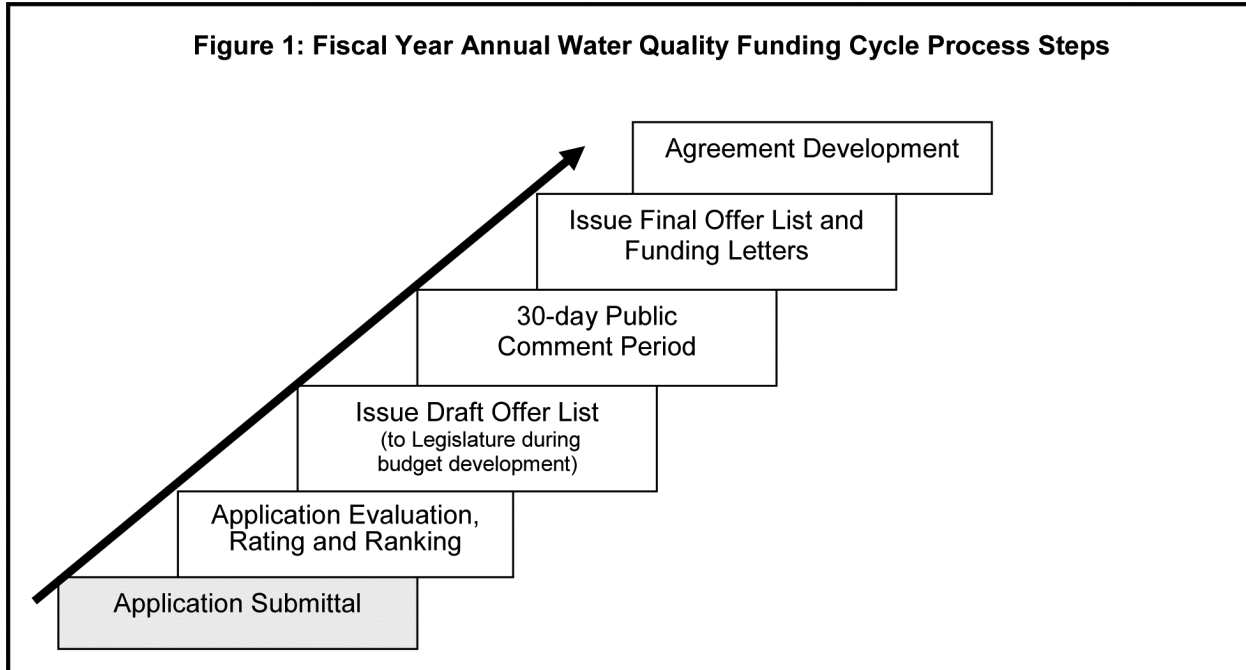 Figure 1: Fiscal Year Annual Water Quality Funding Cycle Process Steps
Agreement Development
Issue Final Offer List and
Funding Letters
30-day Public
Comment Period
Issue Draft Offer List
(to Legislature during
budget development)
Application Evaluation,
Rating and Ranking
Application Submittal